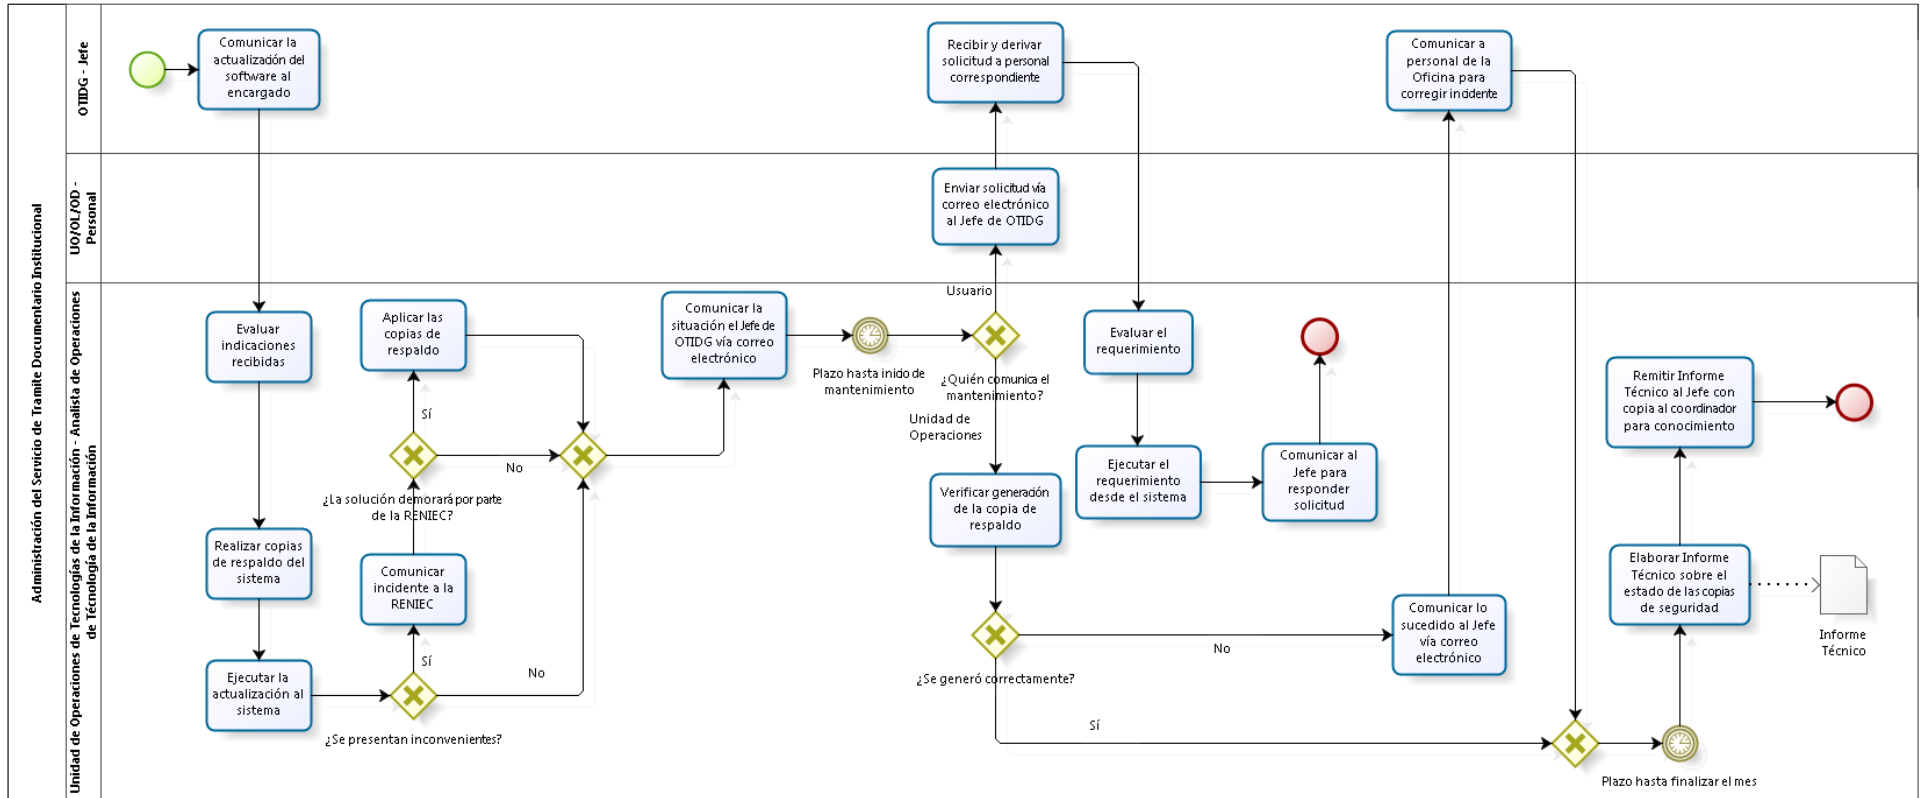 Administración del Servicio de Tramite Documentario Institucional
OTIDG - Jefe
Comunicar la
actualización del
software al
encargado
Recibir y derivar
solicitud a personal
correspondiente
Comunicar a
personal de la
Oficina para
corregir incidente
UO/OL/OD -
Personal
Enviar solicitud vía
correo electrónico
al Jefe de OTIDG
Unidad de Operaciones de Tecnologías de la Información - Analista de Operaciones
de Técnología de la Información
Evaluar
indicaciones
recibidas
Realizar copias
de respaldo del
sistema
Ejecutar la
actualización al
sistema
¿Se presentan inconvenientes?
Sí
No
Comunicar
incidente a la
RENIEC
¿La solución demorará por parte
de la RENIEC?
Sí
No
Aplicar las
copias de
respaldo
Comunicar la
situación el Jefe de
OTIDG vía correo
electrónico
Plazo hasta inicio de
mantenimiento
Usuario
¿Quién comunica el
mantenimiento?
Unidad de
Operaciones
Verificar generación
de la copia de
respaldo
¿Se generó correctamente?
No
Sí
Evaluar el
requerimiento
Ejecutar el
requerimiento
desde el sistema
Comunicar al
Jefe para
responder
solicitud
Comunicar lo
sucedido al Jefe
vía correo
electrónico
Plazo hasta finalizar el mes
Elaborar Informe
Técnico sobre el
estado de las copias
de seguridad
Informe
Técnico
Remitir Informe
Técnico al Jefe con
copia al coordinador
para conocimiento